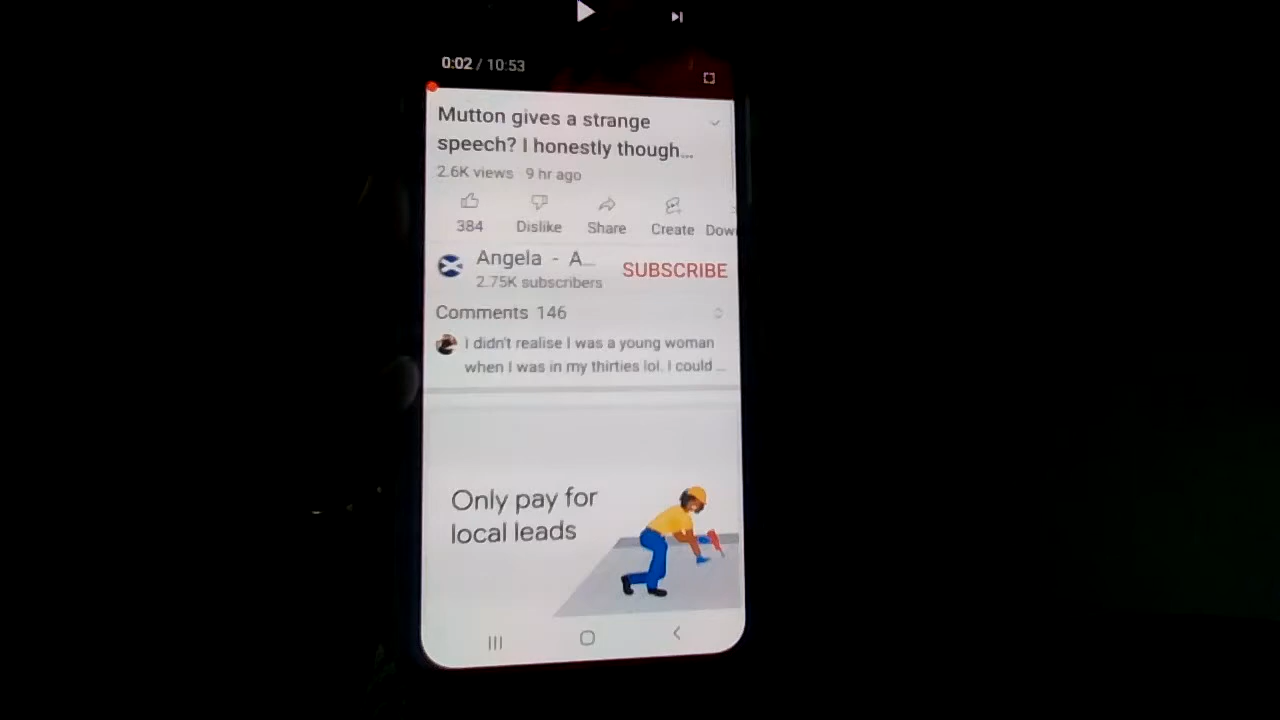 0:02 / 10:53
Mutton gives a strange
speech? I honestly though...
2.6K views · 9 hr ago
384
Dislike
Share
Create
Dow
Angela - A...
2.75K subscribers
SUBSCRIBE
Comments 146
I didn't realise I was a young woman
when I was in my thirties lol. I could ...
Only pay for
local leads